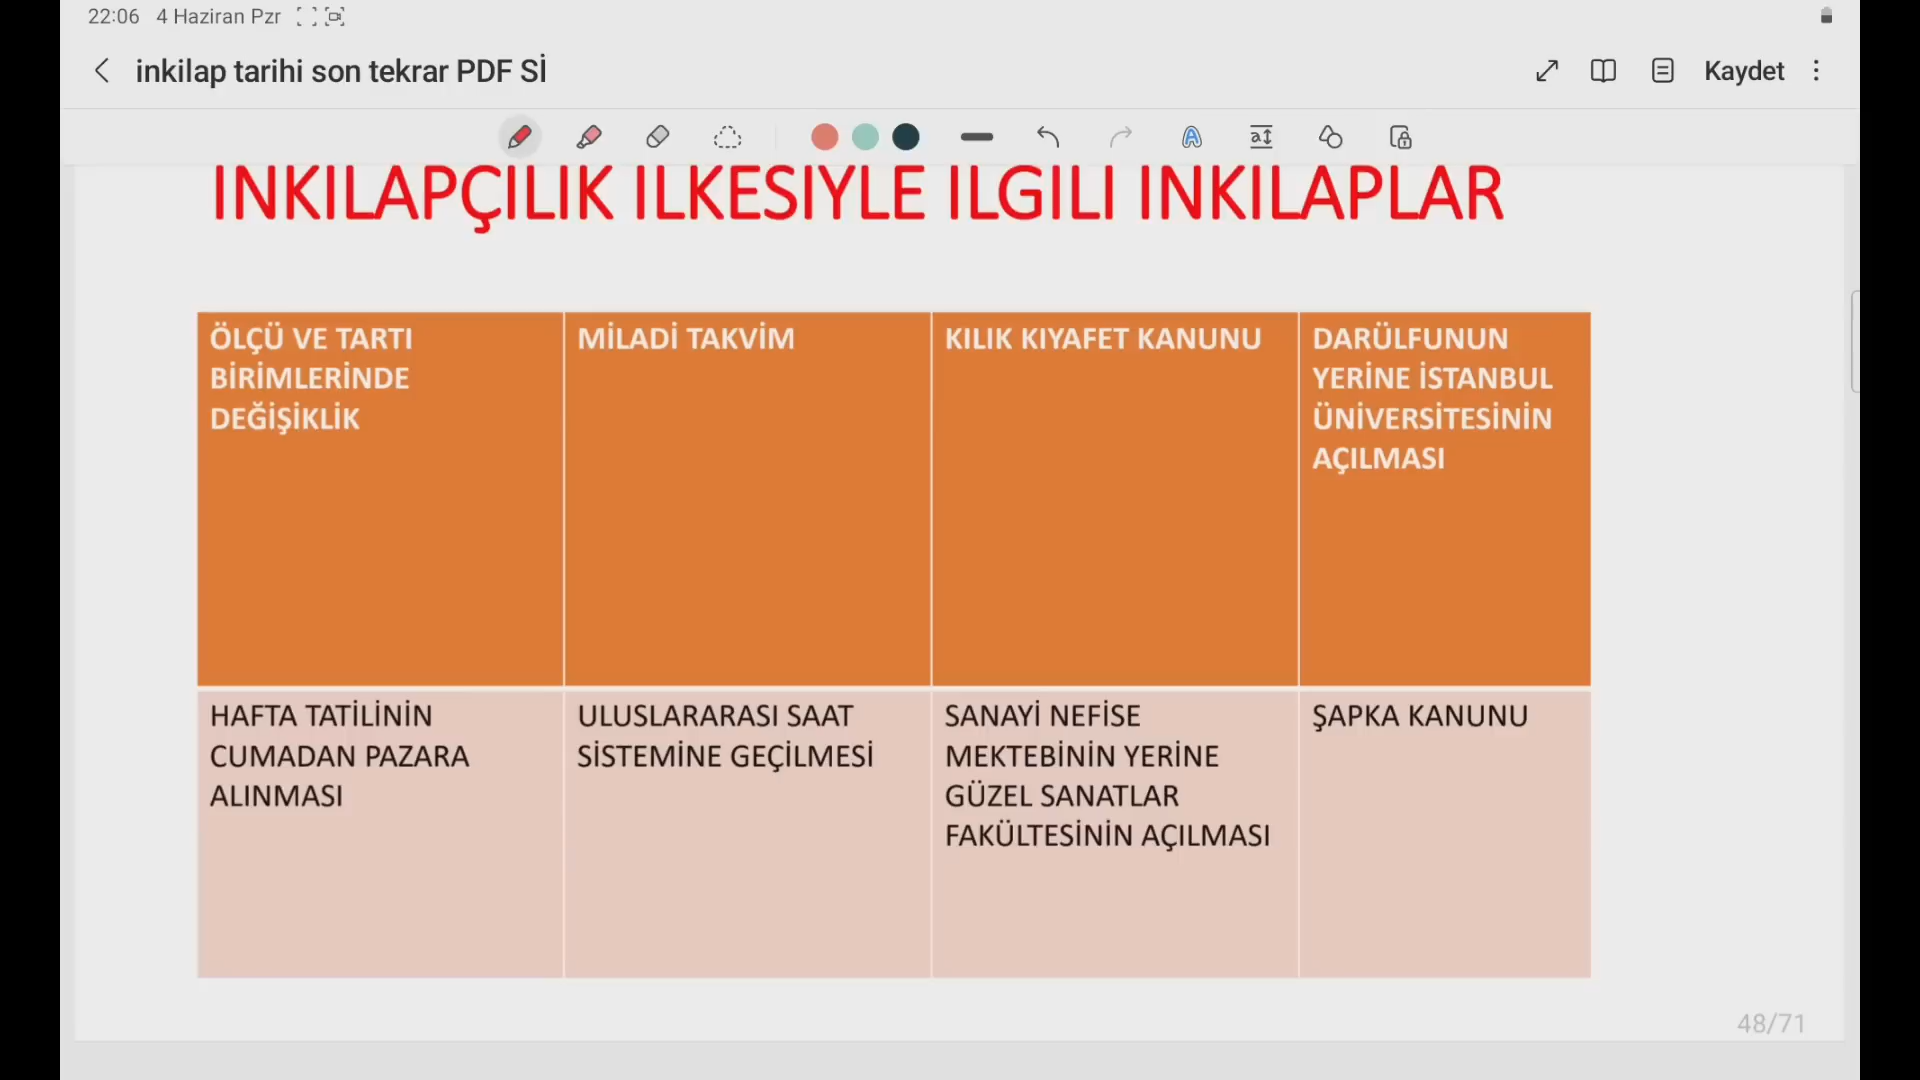 22:06 4 Haziran Pzr
inkilap tarihi son tekrar PDF Sİ
Kaydet
INKILAPÇILIK ILKESIYLE ILGILI INKILAPLAR
ÖLÇÜ VE TARTI
BİRİMLERİNDE
DEĞİŞİKLİK
MİLADİ TAKVİM
KILIK KIYAFET KANUNU
DARÜLFUNUN
YERİNE İSTANBUL
ÜNİVERSİTESİNİN
AÇILMASI
HAFTA TATİLİNİN
CUMADAN PAZARA
ALINMASI
ULUSLARARASI SAAT
SİSTEMİNE GEÇİLMESİ
SANAYİ NEFİSE
MEKTEBİNİN YERİNE
GÜZEL SANATLAR
FAKÜLTESİNİN AÇILMASI
ŞAPKA KANUNU
48/71